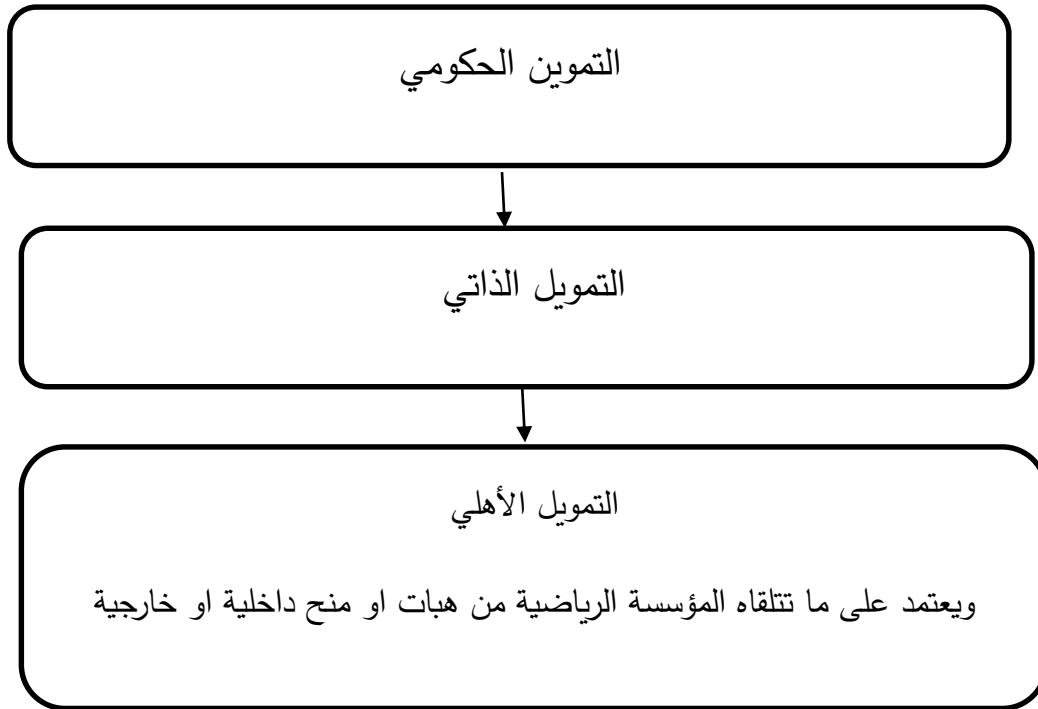 التموين الحكومي
التمويل الذاتي
التمويل الأهلي
ويعتمد على ما تتلقاه المؤسسة الرياضية من هبات او منح داخلية او خارجية